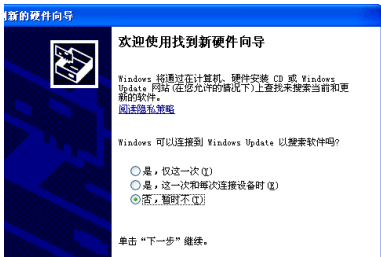 新的硬件向导
欢迎使用找到新硬件向导
Windows 将通过在计算机、硬件安装 CD 或 Windows
Update 网站(在您允许的情况下)上查找来搜索当前和更
新的软件。
阅读隐私策略
Windows 可以连接到 Windows Update 以搜索软件吗?
是，仅这一次(Y)
是，这一次和每次连接设备时(E)
否，暂时不(T)
单击“下一步”继续。